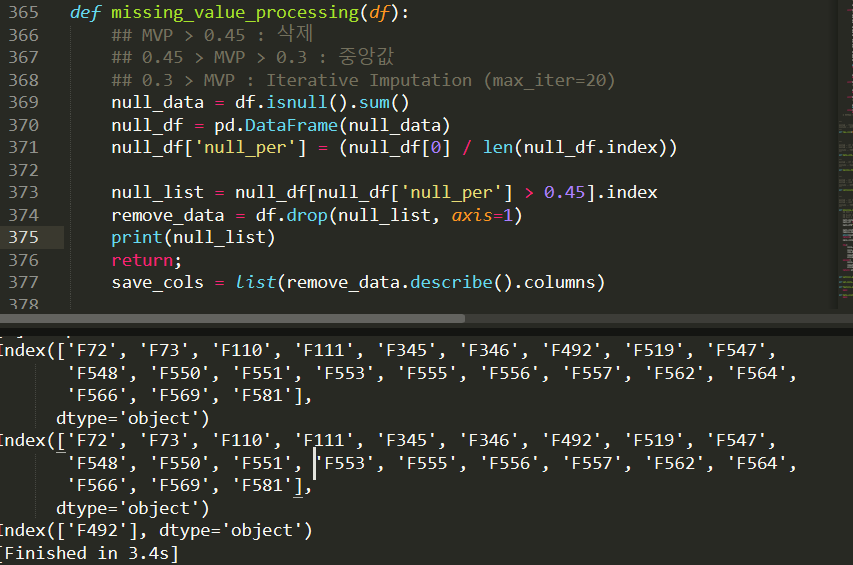 365 def missing_value_processing(df):
366 ## MVP > 0.45 : 삭제
367 ## 0.45 > MVP > 0.3 : 중앙값
368 ## 0.3 > MVP : Iterative Imputation (max_iter=20)
369 null_data = df.isnull().sum()
370 null_df = pd.DataFrame(null_data)
371 null_df['null_per'] = (null_df[0] / len(null_df.index))
372
373 null_list = null_df[null_df['null_per'] > 0.45].index
374 remove_data = df.drop(null_list, axis=1)
375 print(null_list)
376 return;
377 save_cols = list(remove_data.describe().columns)
378
Index(['F72', 'F73', 'F110', 'F111', 'F345', 'F346', 'F492', 'F519', 'F547',
'F548', 'F550', 'F551', 'F553', 'F555', 'F556', 'F557', 'F562', 'F564',
'F566', 'F569', 'F581'],
dtype='object')
Index(['F72', 'F73', 'F110', 'F111', 'F345', 'F346', 'F492', 'F519', 'F547',
'F548', 'F550', 'F551', 'F553', 'F555', 'F556', 'F557', 'F562', 'F564',
'F566', 'F569', 'F581'],
dtype='object')
Index(['F492'], dtype='object')
[Finished in 3.4s]